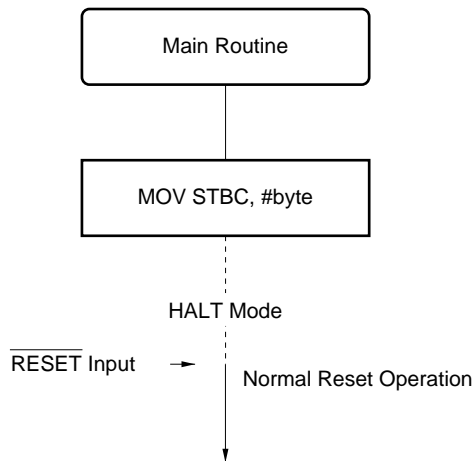 Main Routine
MOV STBC, #byte
HALT Mode
RESET Input
Normal Reset Operation